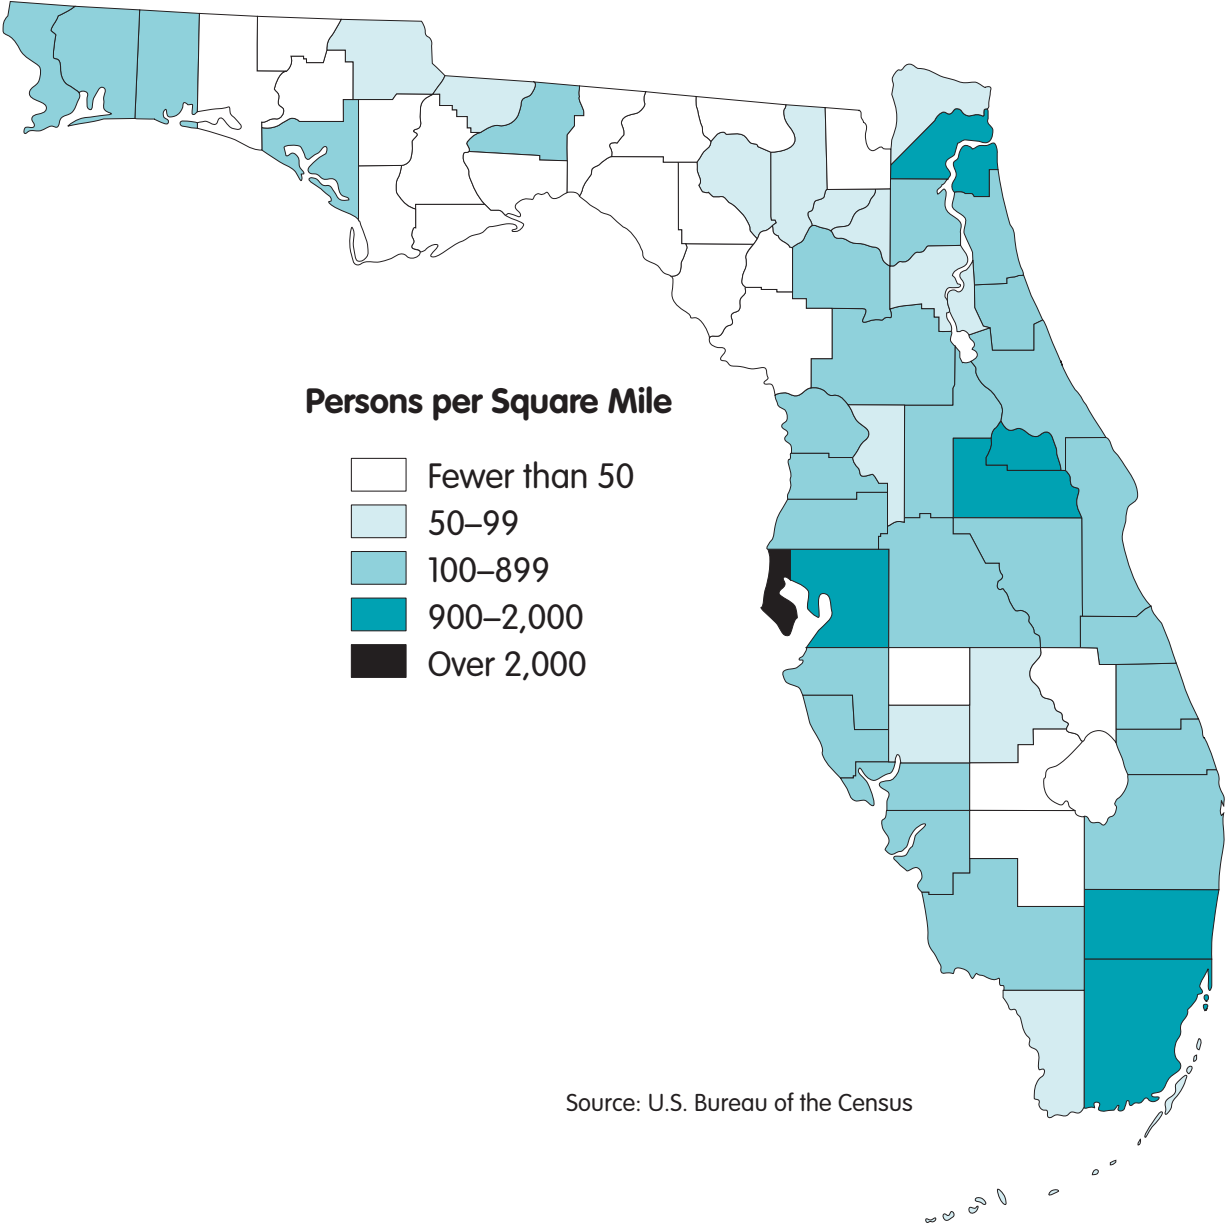 Persons per Square Mile
Fewer than 50
50–99
100–899
900–2,000
Over 2,000
Source: U.S. Bureau of the Census